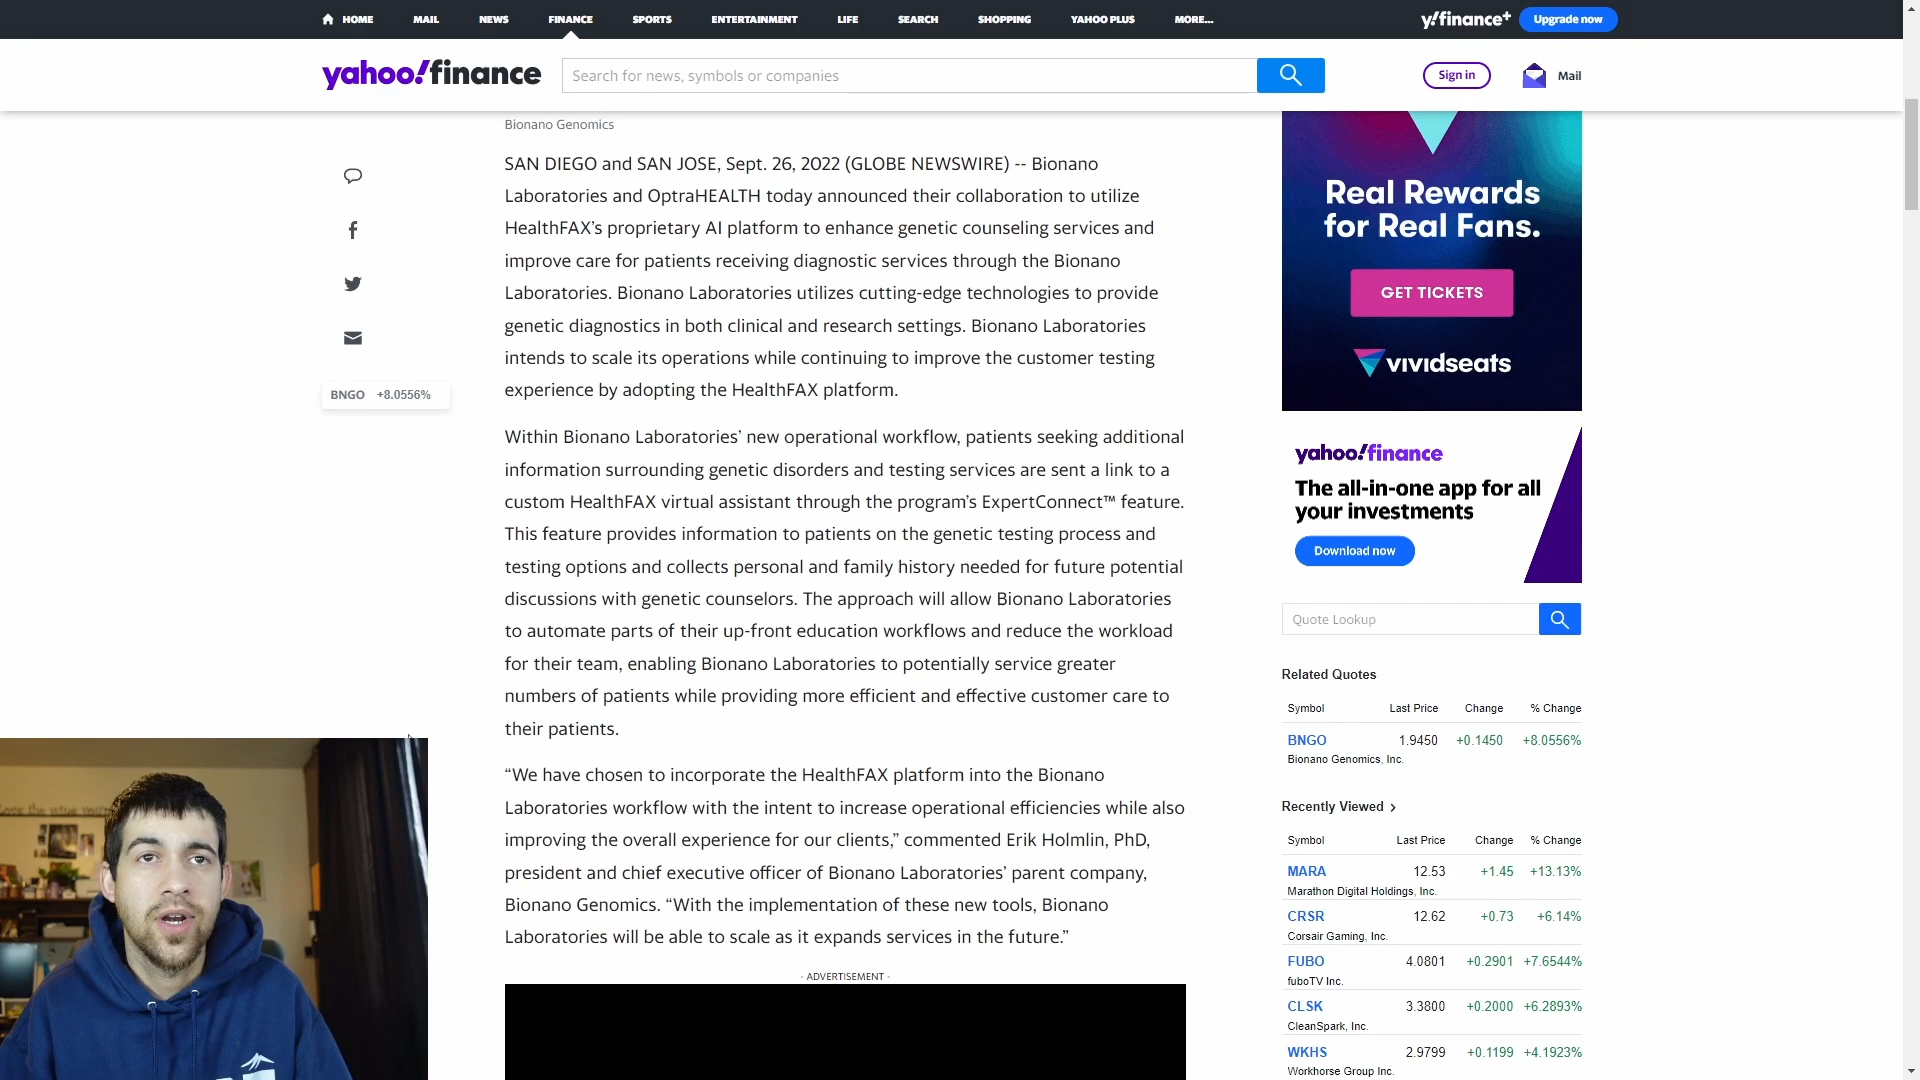 HOME MAIL NEWS FINANCE SPORTS ENTERTAINMENT LIFE SEARCH SHOPPING YAHOO PLUS MORE...
y!finance+ Upgrade now
yahoo!finance
Search for news, symbols or companies
Sign in
Mail
Bionano Genomics
SAN DIEGO and SAN JOSE, Sept. 26, 2022 (GLOBE NEWSWIRE) -- Bionano
Laboratories and OptraHEALTH today announced their collaboration to utilize
HealthFAX’s proprietary AI platform to enhance genetic counseling services and
improve care for patients receiving diagnostic services through the Bionano
Laboratories. Bionano Laboratories utilizes cutting-edge technologies to provide
genetic diagnostics in both clinical and research settings. Bionano Laboratories
intends to scale its operations while continuing to improve the customer testing
experience by adopting the HealthFAX platform.
BNGO +8.0556%
Within Bionano Laboratories’ new operational workflow, patients seeking additional
information surrounding genetic disorders and testing services are sent a link to a
custom HealthFAX virtual assistant through the program’s ExpertConnect™ feature.
This feature provides information to patients on the genetic testing process and
testing options and collects personal and family history needed for future potential
discussions with genetic counselors. The approach will allow Bionano Laboratories
to automate parts of their up-front education workflows and reduce the workload
for their team, enabling Bionano Laboratories to potentially service greater
numbers of patients while providing more efficient and effective customer care to
their patients.
“We have chosen to incorporate the HealthFAX platform into the Bionano
Laboratories workflow with the intent to increase operational efficiencies while also
improving the overall experience for our clients,” commented Erik Holmlin, PhD,
president and chief executive officer of Bionano Laboratories’ parent company,
Bionano Genomics. “With the implementation of these new tools, Bionano
Laboratories will be able to scale as it expands services in the future.”
- ADVERTISEMENT -
Real Rewards
for Real Fans.
GET TICKETS
vividseats
yahoo!finance
The all-in-one app for all
your investments
Download now
Quote Lookup
Related Quotes
Symbol Last Price Change % Change
BNGO 1.9450 +0.1450 +8.0556%
Bionano Genomics, Inc.
Recently Viewed >
Symbol Last Price Change % Change
MARA 12.53 +1.45 +13.13%
Marathon Digital Holdings, Inc.
CRSR 12.62 +0.73 +6.14%
Corsair Gaming, Inc.
FUBO 4.0801 +0.2901 +7.6544%
fuboTV Inc.
CLSK 3.3800 +0.2000 +6.2893%
CleanSpark, Inc.
WKHS 2.9799 +0.1199 +4.1923%
Workhorse Group Inc.